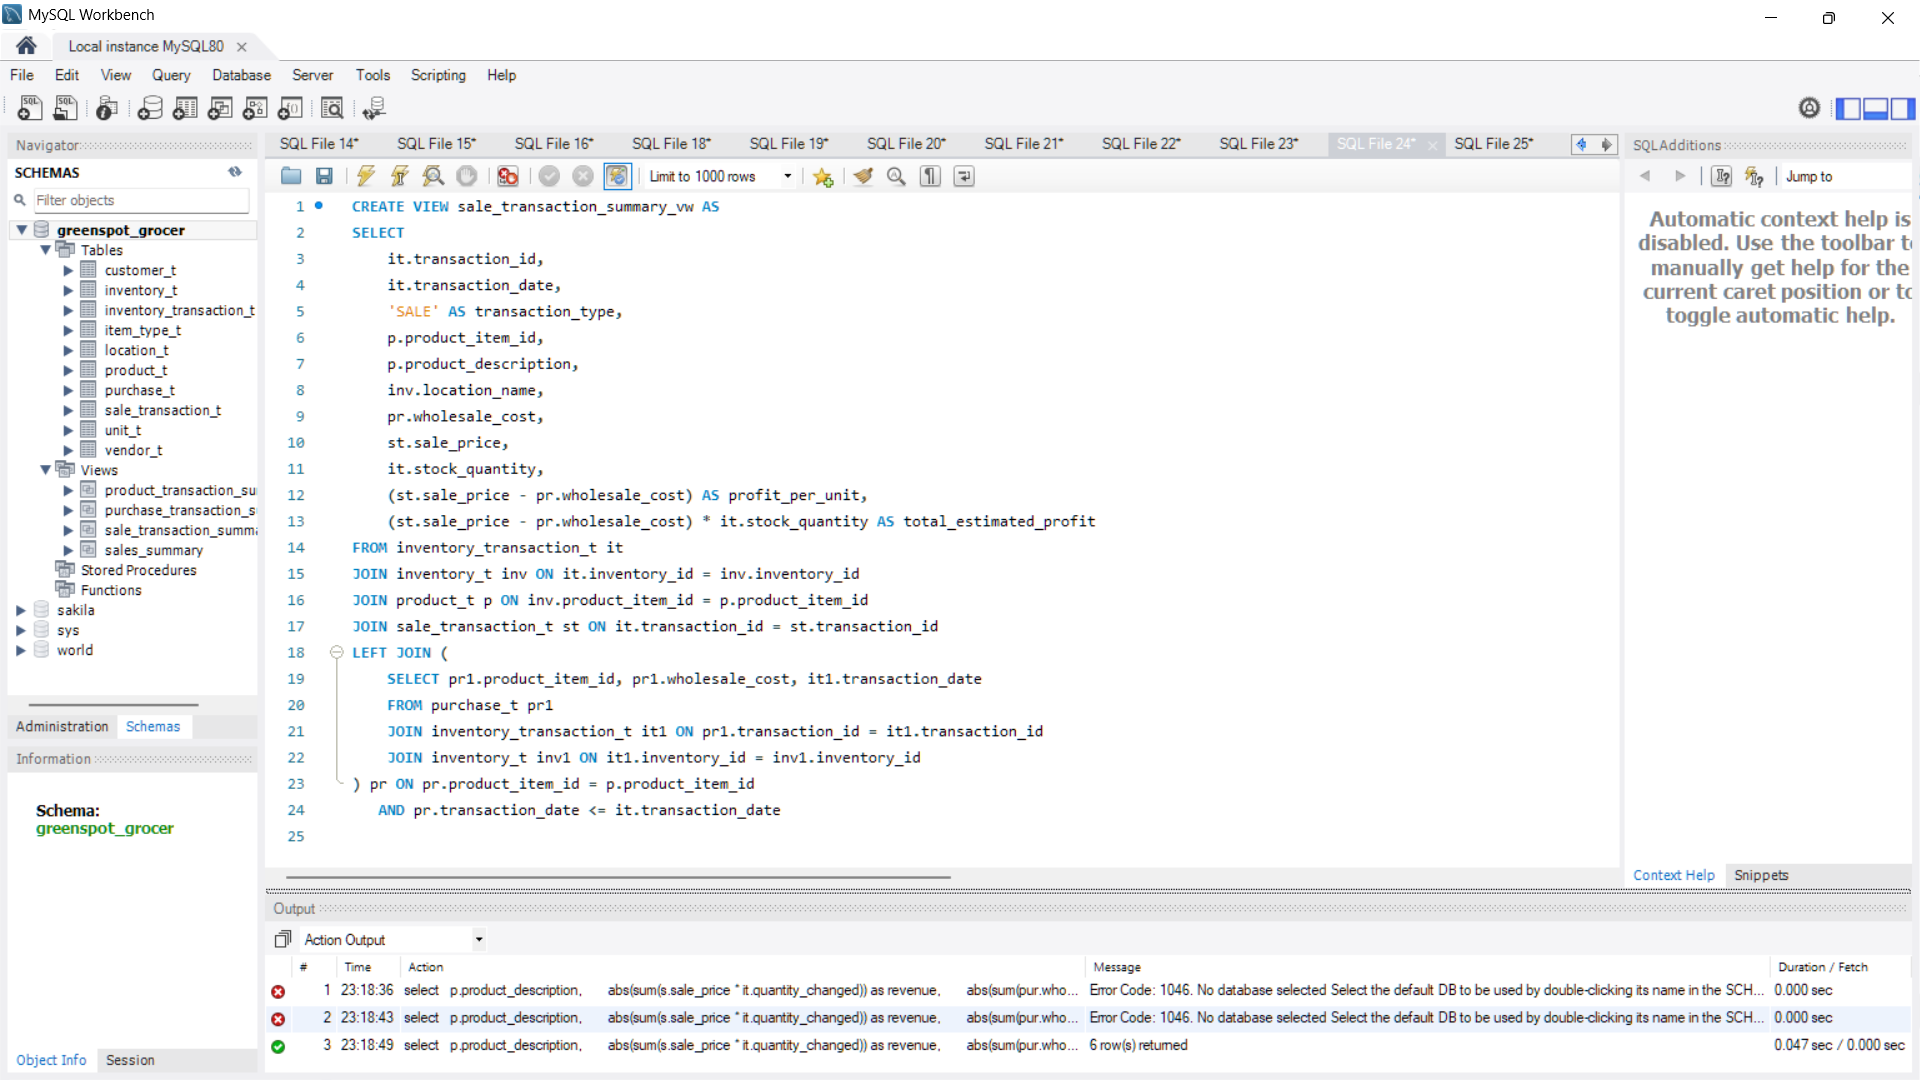 MySQL Workbench
Local instance MySQL80
File Edit View Query Database Server Tools Scripting Help
Navigator
SCHEMAS
Filter objects
greenspot_grocer
Tables
customer_t
inventory_t
inventory_transaction_t
item_type_t
location_t
product_t
purchase_t
sale_transaction_t
unit_t
vendor_t
Views
product_transaction_su
purchase_transaction_s
sale_transaction_summ
sales_summary
Stored Procedures
Functions
sakila
sys
world
Administration Schemas
Information
Schema:
greenspot_grocer
Object Info Session
SQL File 14* SQL File 15* SQL File 16* SQL File 18* SQL File 19* SQL File 20* SQL File 21* SQL File 22* SQL File 23* SQL File 24* SQL File 25*
Limit to 1000 rows
1 CREATE VIEW sale_transaction_summary_vw AS
2 SELECT
3 it.transaction_id,
4 it.transaction_date,
5 'SALE' AS transaction_type,
6 p.product_item_id,
7 p.product_description,
8 inv.location_name,
9 pr.wholesale_cost,
10 st.sale_price,
11 it.stock_quantity,
12 (st.sale_price - pr.wholesale_cost) AS profit_per_unit,
13 (st.sale_price - pr.wholesale_cost) * it.stock_quantity AS total_estimated_profit
14 FROM inventory_transaction_t it
15 JOIN inventory_t inv ON it.inventory_id = inv.inventory_id
16 JOIN product_t p ON inv.product_item_id = p.product_item_id
17 JOIN sale_transaction_t st ON it.transaction_id = st.transaction_id
18 LEFT JOIN (
19 SELECT pr1.product_item_id, pr1.wholesale_cost, it1.transaction_date
20 FROM purchase_t pr1
21 JOIN inventory_transaction_t it1 ON pr1.transaction_id = it1.transaction_id
22 JOIN inventory_t inv1 ON it1.inventory_id = inv1.inventory_id
23 ) pr ON pr.product_item_id = p.product_item_id
24 AND pr.transaction_date <= it.transaction_date
25
SQLAdditions
Jump to
Automatic context help is
disabled. Use the toolbar to
manually get help for the
current caret position or to
toggle automatic help.
Context Help Snippets
Output
Action Output
# Time Action Message Duration / Fetch
1 23:18:36 select p.product_description, abs(sum(s.sale_price * it.quantity_changed)) as revenue, abs(sum(pur.who... Error Code: 1046. No database selected Select the default DB to be used by double-clicking its name in the SCH... 0.000 sec
2 23:18:43 select p.product_description, abs(sum(s.sale_price * it.quantity_changed)) as revenue, abs(sum(pur.who... Error Code: 1046. No database selected Select the default DB to be used by double-clicking its name in the SCH... 0.000 sec
3 23:18:49 select p.product_description, abs(sum(s.sale_price * it.quantity_changed)) as revenue, abs(sum(pur.who... 6 row(s) returned 0.047 sec / 0.000 sec